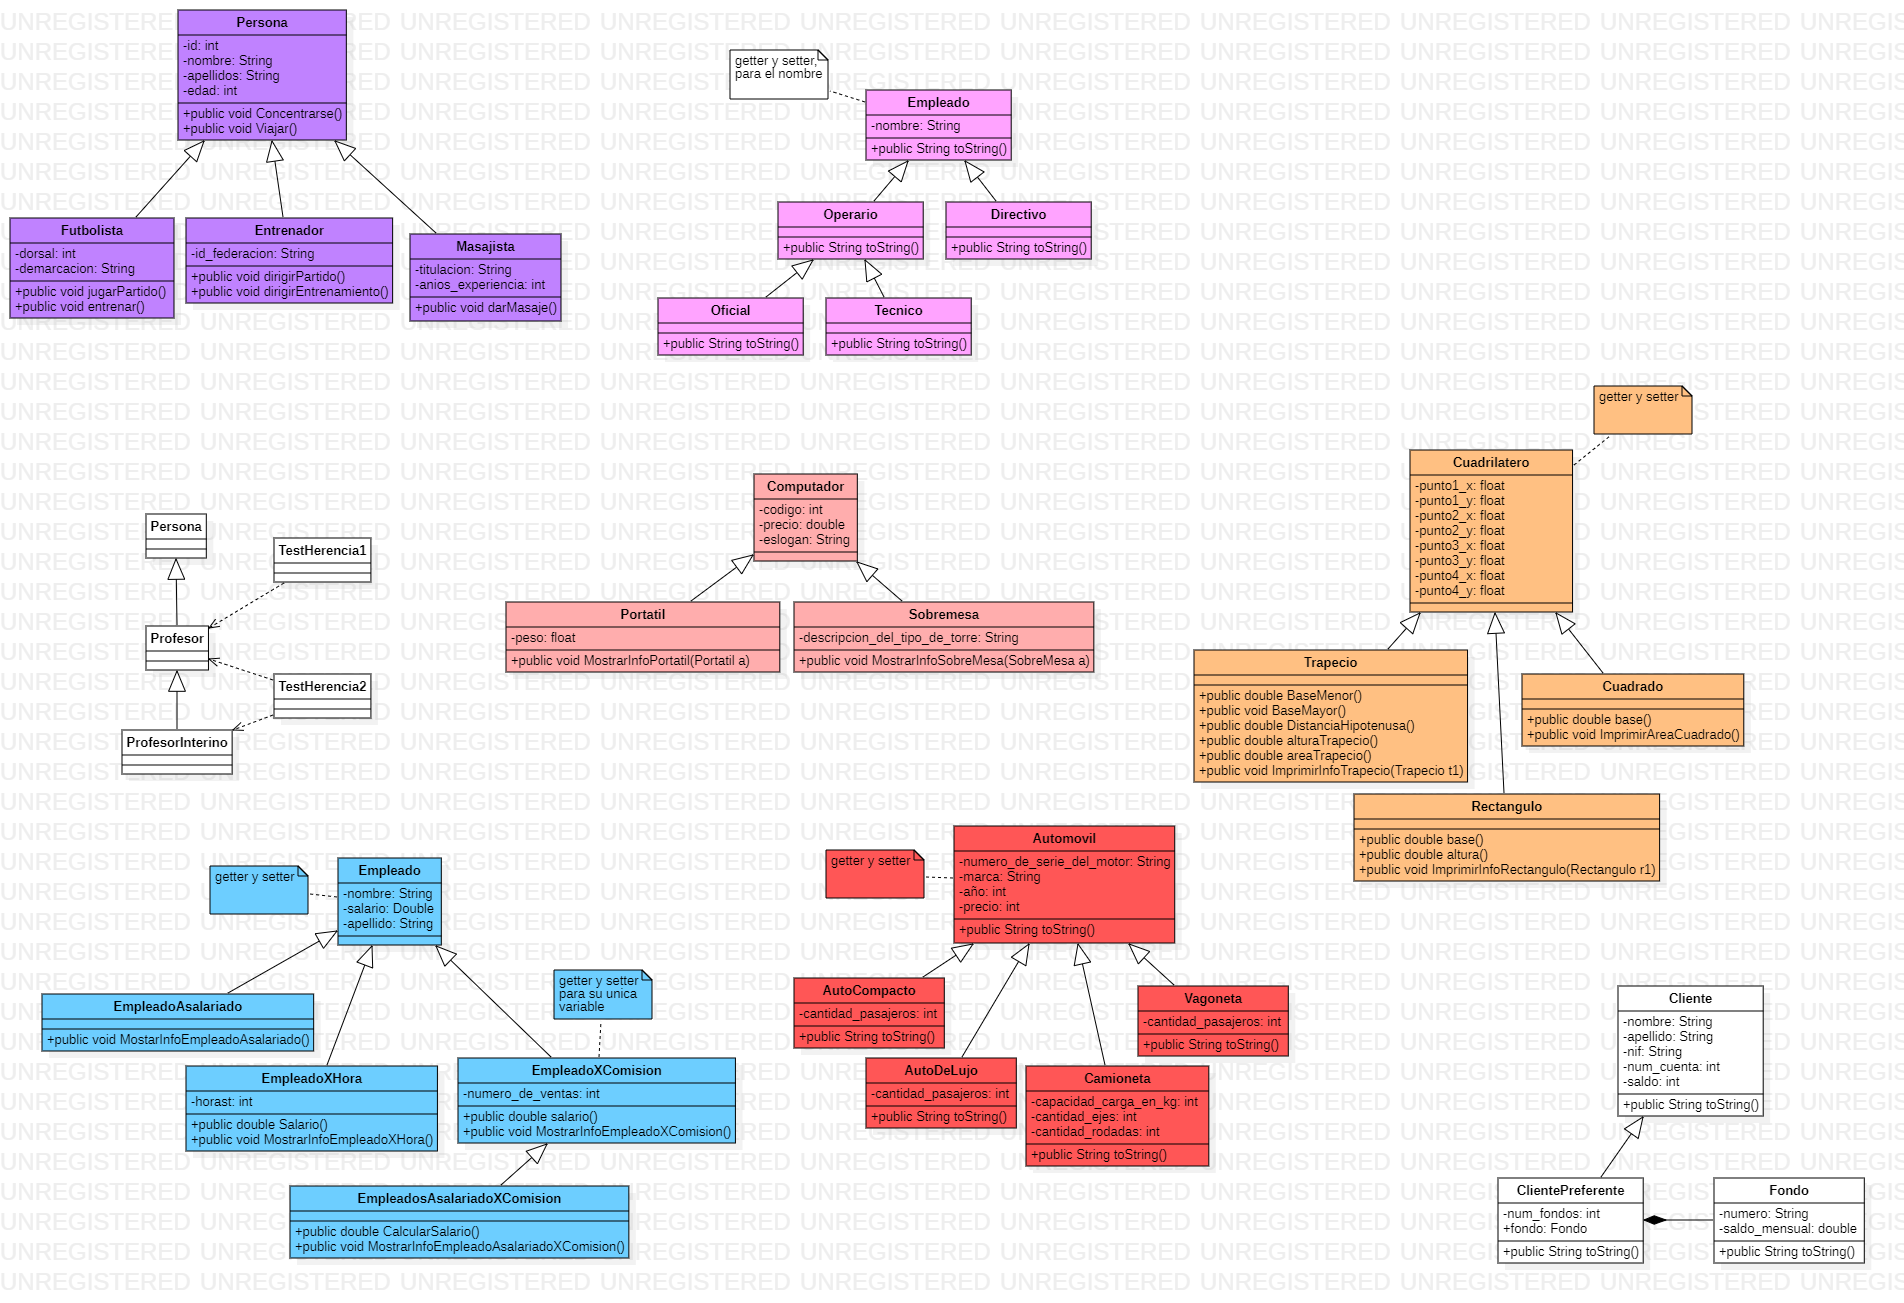 Persona
-id: int
-nombre: String
-apellidos: String
-edad: int
+public void Concentrarse()
+public void Viajar()
Futbolista
-dorsal: int
-demarcacion: String
+public void jugarPartido()
+public void entrenar()
Entrenador
-id_federacion: String
+public void dirigirPartido()
+public void dirigirEntrenamiento()
Masajista
-titulacion: String
-anios_experiencia: int
+public void darMasaje()
getter y setter,
para el nombre
Empleado
-nombre: String
+public String toString()
Operario
+public String toString()
Directivo
+public String toString()
Oficial
+public String toString()
Tecnico
+public String toString()
Persona
TestHerencia1
Profesor
TestHerencia2
ProfesorInterino
Computador
-codigo: int
-precio: double
-eslogan: String
Portatil
-peso: float
+public void MostrarInfoPortatil(Portatil a)
Sobremesa
-descripcion_del_tipo_de_torre: String
+public void MostrarInfoSobreMesa(SobreMesa a)
getter y setter
Cuadrilatero
-punto1_x: float
-punto1_y: float
-punto2_x: float
-punto2_y: float
-punto3_x: float
-punto3_y: float
-punto4_x: float
-punto4_y: float
Trapecio
+public double BaseMenor()
+public void BaseMayor()
+public double DistanciaHipotenusa()
+public double alturaTrapecio()
+public double areaTrapecio()
+public void ImprimirInfoTrapecio(Trapecio t1)
Cuadrado
+public double base()
+public void ImprimirAreaCuadrado()
Rectangulo
+public double base()
+public double altura()
+public void ImprimirInfoRectangulo(Rectangulo r1)
getter y setter
Empleado
-nombre: String
-salario: Double
-apellido: String
EmpleadoAsalariado
+public void MostarInfoEmpleadoAsalariado()
EmpleadoXHora
-horast: int
+public double Salario()
+public void MostrarInfoEmpleadoXHora()
getter y setter
para su unica
variable
EmpleadoXComision
-numero_de_ventas: int
+public double salario()
+public void MostrarInfoEmpleadoXComision()
EmpleadosAsalariadoXComision
+public double CalcularSalario()
+public void MostrarInfoEmpleadoAsalariadoXComision()
getter y setter
Automovil
-numero_de_serie_del_motor: String
-marca: String
-año: int
-precio: int
+public String toString()
AutoCompacto
-cantidad_pasajeros: int
+public String toString()
AutoDeLujo
-cantidad_pasajeros: int
+public String toString()
Camioneta
-capacidad_carga_en_kg: int
-cantidad_ejes: int
-cantidad_rodadas: int
+public String toString()
Vagoneta
-cantidad_pasajeros: int
+public String toString()
Cliente
-nombre: String
-apellido: String
-nif: String
-num_cuenta: int
-saldo: int
+public String toString()
ClientePreferente
-num_fondos: int
+fondo: Fondo
+public String toString()
Fondo
-numero: String
-saldo_mensual: double
+public String toString()